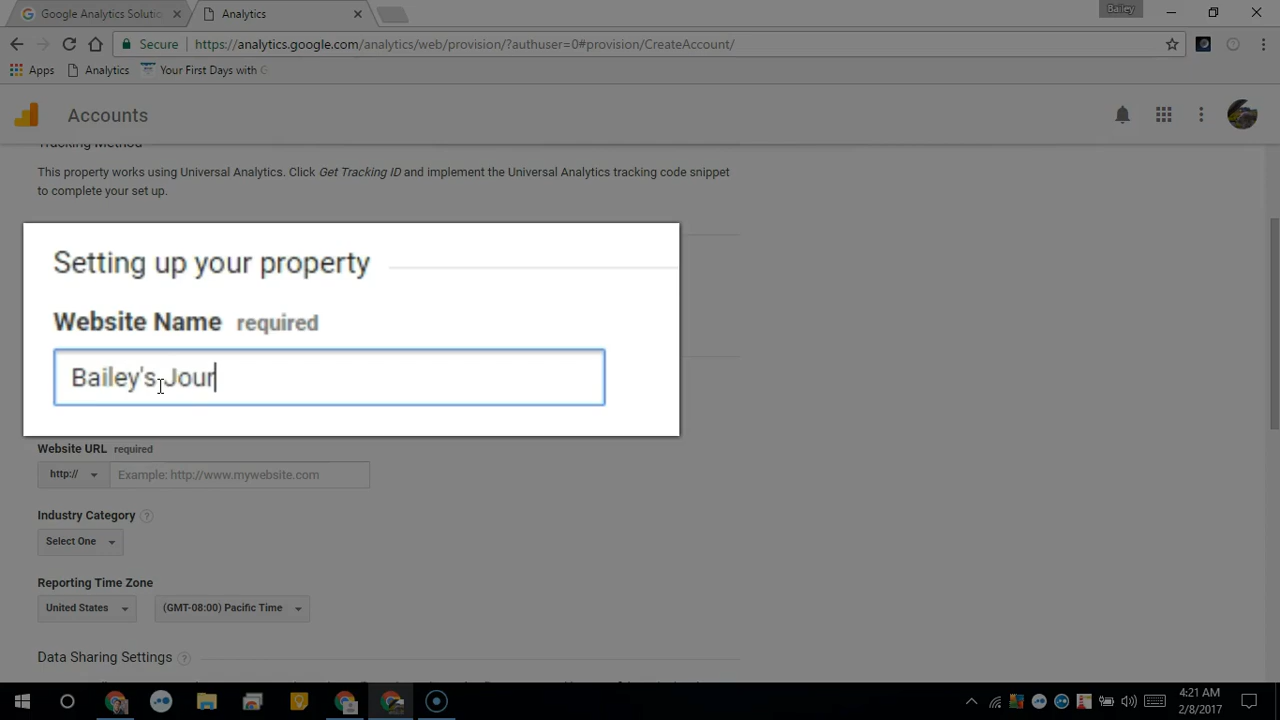 Google Analytics Solutio
Analytics
Bailey
Secure
https://analytics.google.com/analytics/web/provision/?authuser=0#provision/CreateAccount/
Apps
Analytics
Your First Days with G
Accounts
Tracking Method
This property works using Universal Analytics. Click Get Tracking ID and implement the Universal Analytics tracking code snippet
to complete your set up.
Setting up your property
Website Name required
Bailey's Jour
Website URL required
http://
Example: http://www.mywebsite.com
Industry Category ?
Select One
Reporting Time Zone
United States
(GMT-08:00) Pacific Time
Data Sharing Settings ?
4:21 AM
2/8/2017